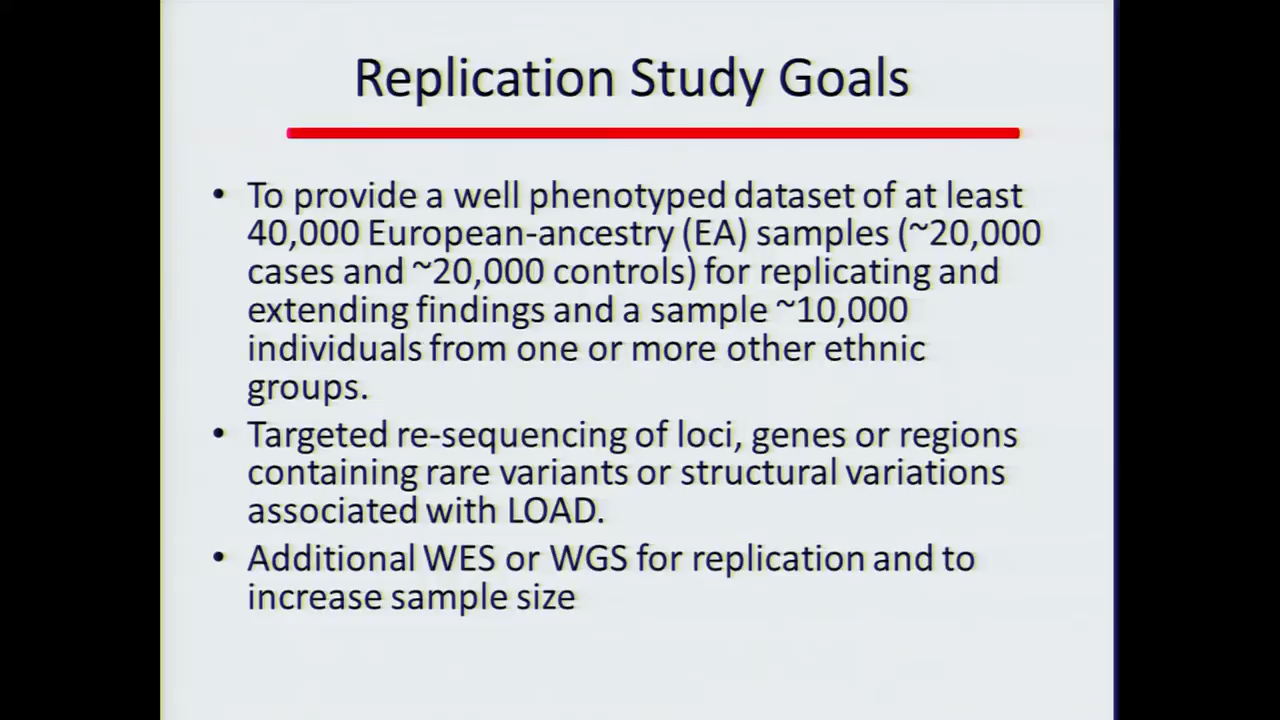 Replication Study Goals
• To provide a well phenotyped dataset of at least
40,000 European-ancestry (EA) samples (~20,000
cases and ~20,000 controls) for replicating and
extending findings and a sample ~10,000
individuals from one or more other ethnic
groups.
• Targeted re-sequencing of loci, genes or regions
containing rare variants or structural variations
associated with LOAD.
• Additional WES or WGS for replication and to
increase sample size